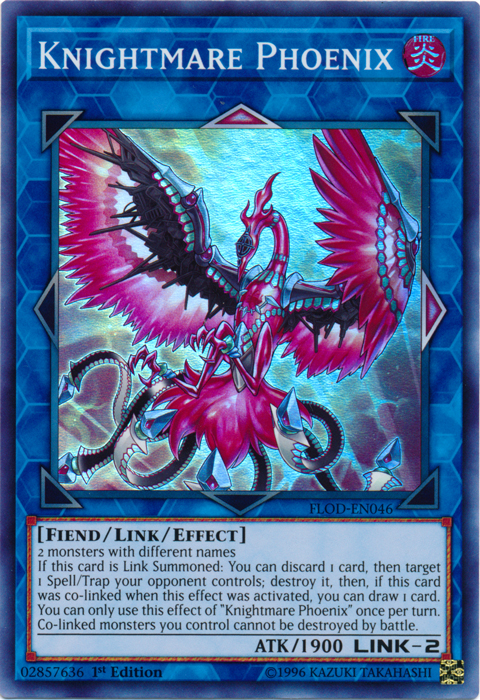 KNIGHTMARE PHOENIX
FIRE
炎
FLOD-EN046
[FIEND/LINK/EFFECT]
2 monsters with different names
If this card is Link Summoned: You can discard 1 card, then target
1 Spell/Trap your opponent controls; destroy it, then, if this card
was co-linked when this effect was activated, you can draw 1 card.
You can only use this effect of "Knightmare Phoenix" once per turn.
Co-linked monsters you control cannot be destroyed by battle.
ATK/1900 LINK-2
02857636 1st Edition ©1996 KAZUKI TAKAHASHI